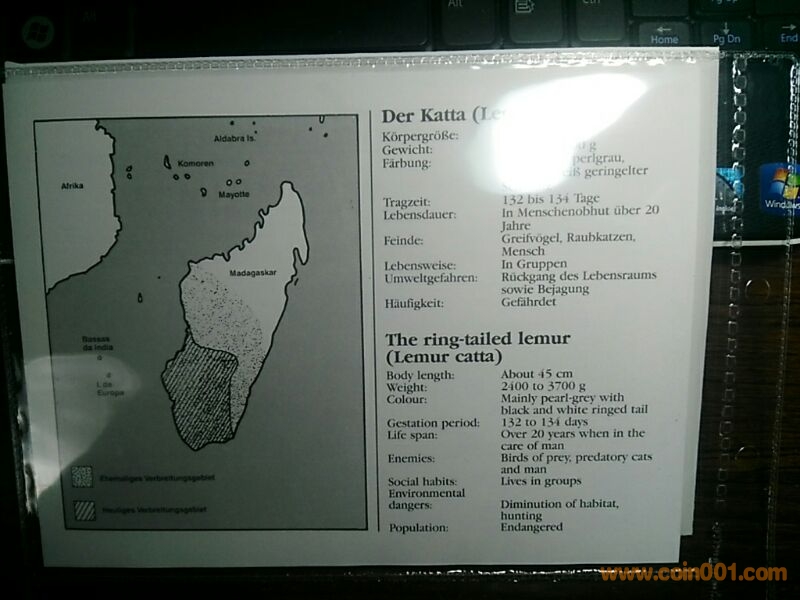 Alt
Ctrl
Home
Pg Dn
End
Afrika
Aldabra Is.
Komoren
Mayotte
Madagaskar
Bassas
da India
I. de
Europa
Ehemaliges Verbreitungsgebiet
Heutiges Verbreitungsgebiet
Der Katta (Le
Körpergröße:
Gewicht: g
Färbung: perlgrau,
geringelter
Tragzeit: 132 bis 134 Tage
Lebensdauer: In Menschenobhut über 20
Jahre
Feinde: Greifvögel, Raubkatzen,
Mensch
Lebensweise: In Gruppen
Umweltgefahren: Rückgang des Lebensraums
sowie Bejagung
Häufigkeit: Gefährdet
The ring-tailed lemur
(Lemur catta)
Body length: About 45 cm
Weight: 2400 to 3700 g
Colour: Mainly pearl-grey with
black and white ringed tail
Gestation period: 132 to 134 days
Life span: Over 20 years when in the
care of man
Enemies: Birds of prey, predatory cats
and man
Social habits: Lives in groups
Environmental
dangers: Diminution of habitat,
hunting
Population: Endangered
www.coin001.com